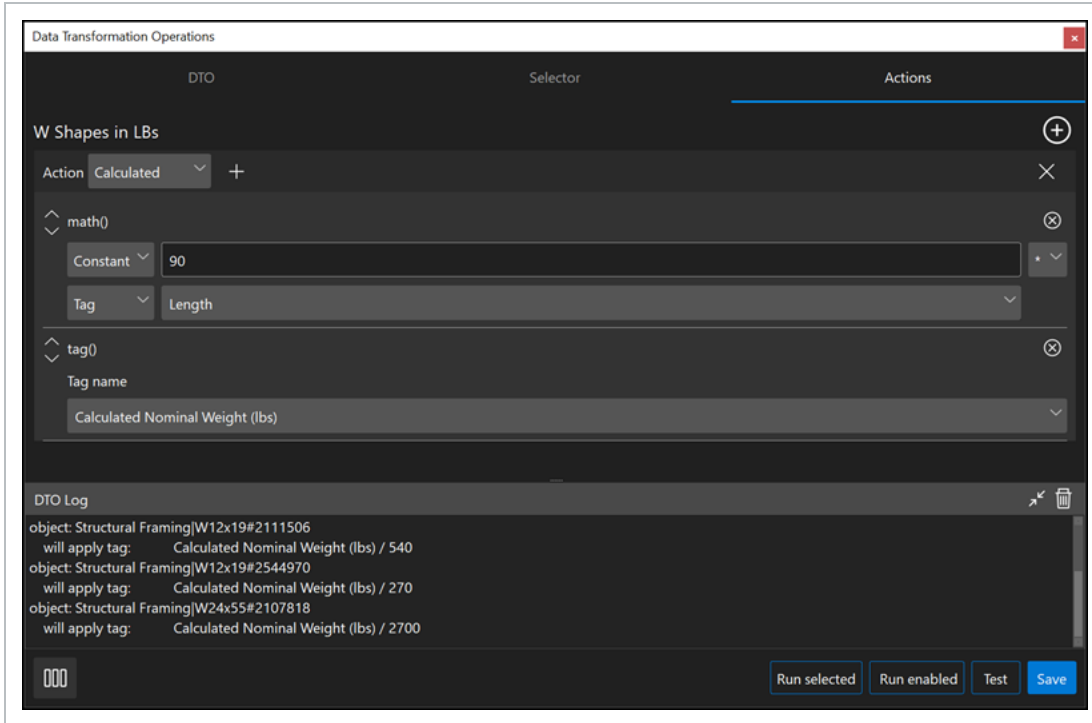 Data Transformation Operations
DTO Selector Actions
W Shapes in LBs
Action Calculated
math()
Constant 90 *
Tag Length
tag()
Tag name
Calculated Nominal Weight (lbs)
DTO Log
object: Structural Framing|W12x19#2111506
will apply tag: Calculated Nominal Weight (lbs) / 540
object: Structural Framing|W12x19#2544970
will apply tag: Calculated Nominal Weight (lbs) / 270
object: Structural Framing|W24x55#2107818
will apply tag: Calculated Nominal Weight (lbs) / 2700
Run selected Run enabled Test Save